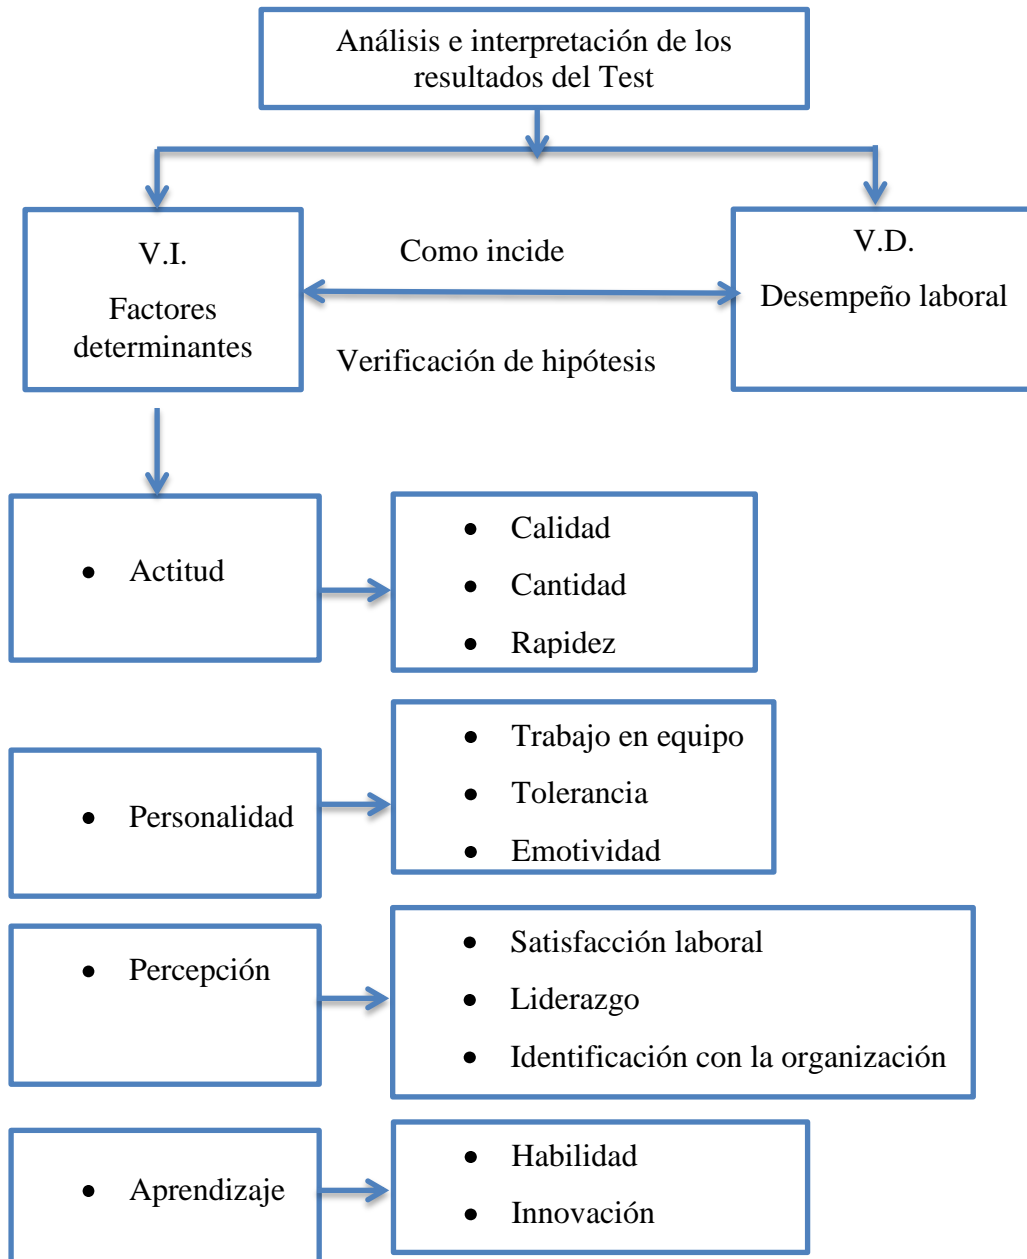 Análisis e interpretación de los
resultados del Test
V.I.
Factores
determinantes
Como incide
Verificación de hipótesis
V.D.
Desempeño laboral
• Actitud
• Calidad
• Cantidad
• Rapidez
• Personalidad
• Trabajo en equipo
• Tolerancia
• Emotividad
• Percepción
• Satisfacción laboral
• Liderazgo
• Identificación con la organización
• Aprendizaje
• Habilidad
• Innovación